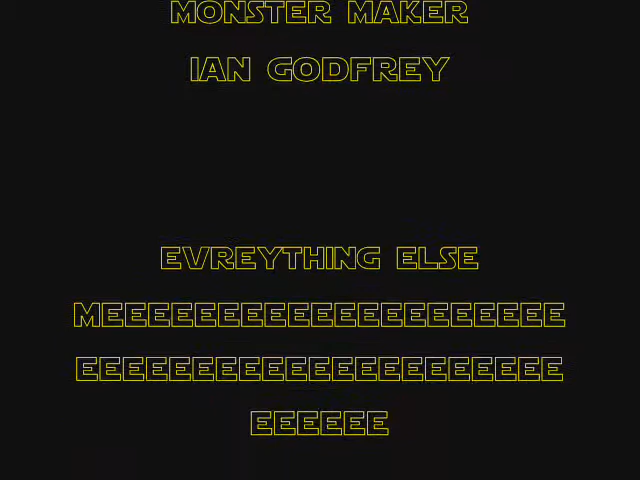 MONSTER MAKER
IAN GODFREY
EVREYTHING ELSE
MEEEEEEEEEEEEEEEEEEEE
EEEEEEEEEEEEEEEEEEEEE
EEEEEE